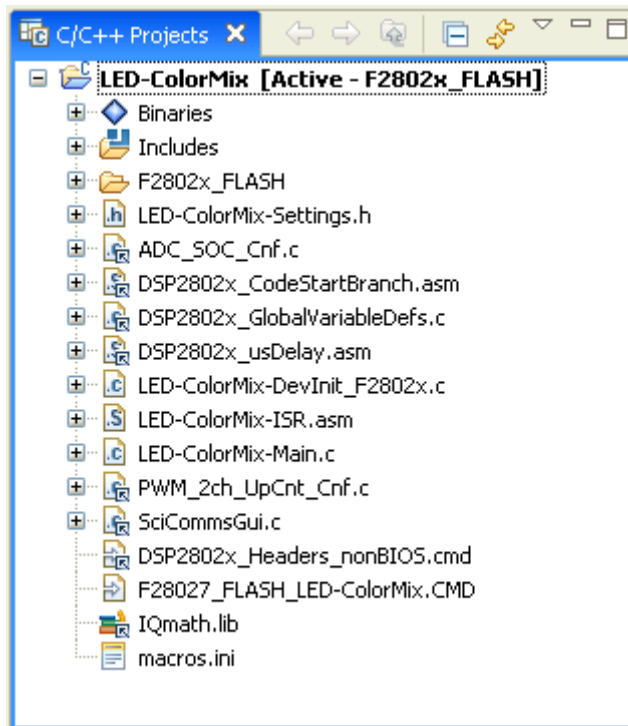 C/C++ Projects
LED-ColorMix [Active - F2802x_FLASH]
Binaries
Includes
F2802x_FLASH
LED-ColorMix-Settings.h
ADC_SOC_Cnf.c
DSP2802x_CodeStartBranch.asm
DSP2802x_GlobalVariableDefs.c
DSP2802x_usDelay.asm
LED-ColorMix-DevInit_F2802x.c
LED-ColorMix-ISR.asm
LED-ColorMix-Main.c
PWM_2ch_UpCnt_Cnf.c
SciCommsGui.c
DSP2802x_Headers_nonBIOS.cmd
F28027_FLASH_LED-ColorMix.CMD
IQmath.lib
macros.ini